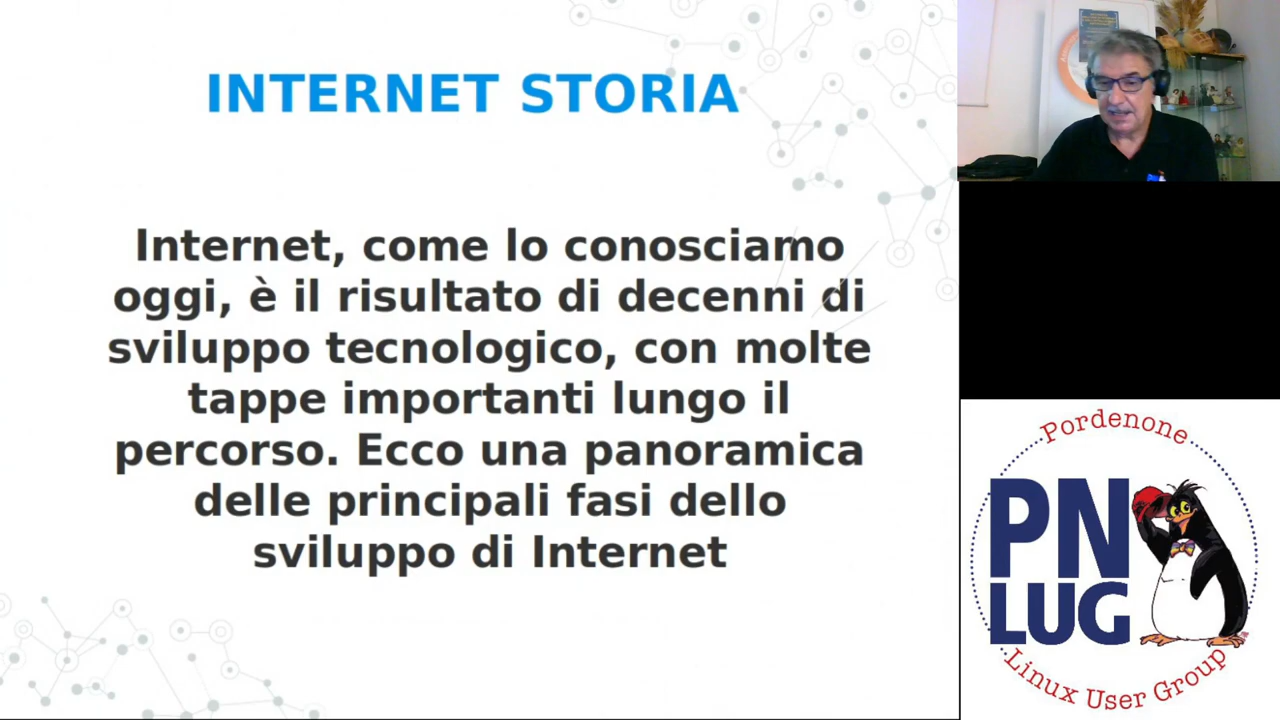 INTERNET STORIA
Internet, come lo conosciamo
oggi, è il risultato di decenni di
sviluppo tecnologico, con molte
tappe importanti lungo il
percorso. Ecco una panoramica
delle principali fasi dello
sviluppo di Internet
Pordenone
PN
LUG
Linux User Group